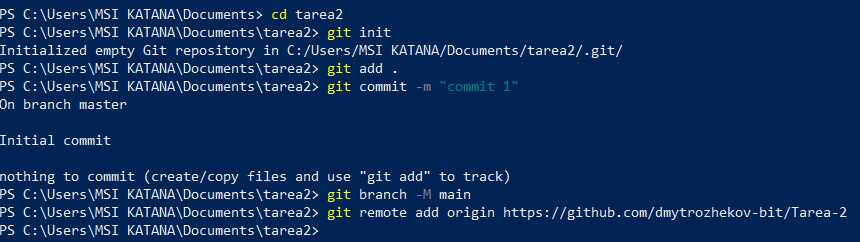 PS C:\Users\MSI KATANA\Documents> cd tarea2
PS C:\Users\MSI KATANA\Documents\tarea2> git init
Initialized empty Git repository in C:/Users/MSI KATANA/Documents/tarea2/.git/
PS C:\Users\MSI KATANA\Documents\tarea2> git add .
PS C:\Users\MSI KATANA\Documents\tarea2> git commit -m "commit 1"
On branch master

Initial commit

nothing to commit (create/copy files and use "git add" to track)
PS C:\Users\MSI KATANA\Documents\tarea2> git branch -M main
PS C:\Users\MSI KATANA\Documents\tarea2> git remote add origin https://github.com/dmytrozhekov-bit/Tarea-2
PS C:\Users\MSI KATANA\Documents\tarea2>